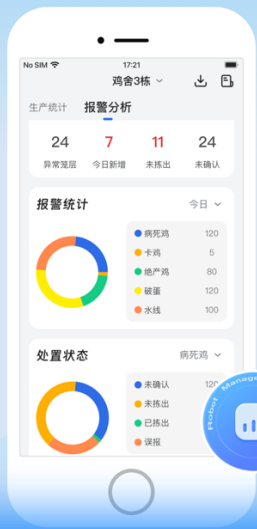 No SIM 17:21
鸡舍3栋
生产统计 报警分析
24 7 11 24
异常笼层 今日新增 未拣出 未确认
报警统计 今日
病死鸡 120
卡鸡 5
绝产鸡 80
破蛋 120
水线 100
处置状态 病死鸡
未确认 120
未拣出
已拣出
误报
Robot Manage